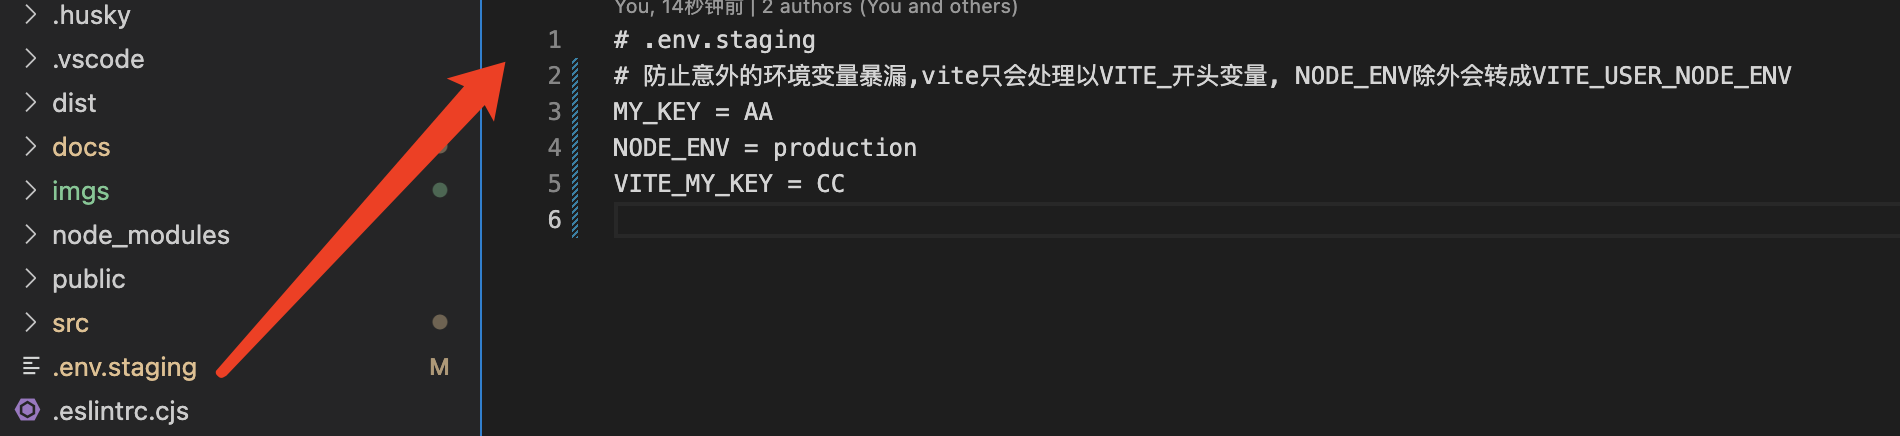 .husky
.vscode
dist
docs
imgs
node_modules
public
src
.env.staging M
.eslintrc.cjs
You, 14秒钟前 | 2 authors (You and others)
1 # .env.staging
2 # 防止意外的环境变量暴漏,vite只会处理以VITE_开头变量, NODE_ENV除外会转成VITE_USER_NODE_ENV
3 MY_KEY = AA
4 NODE_ENV = production
5 VITE_MY_KEY = CC
6